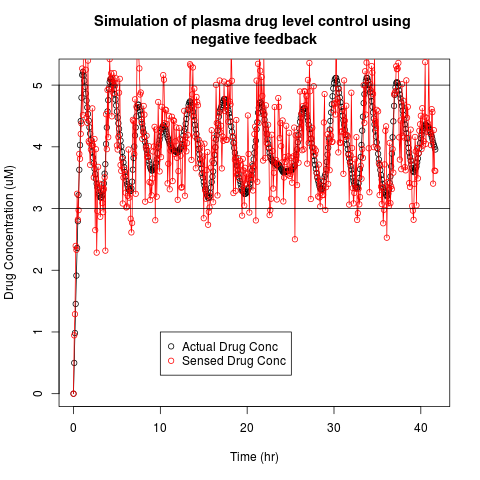 Simulation of plasma drug level control using
negative feedback
Drug Concentration (uM)
5
4
3
2
1
0
Actual Drug Conc
Sensed Drug Conc
0 10 20 30 40
Time (hr)